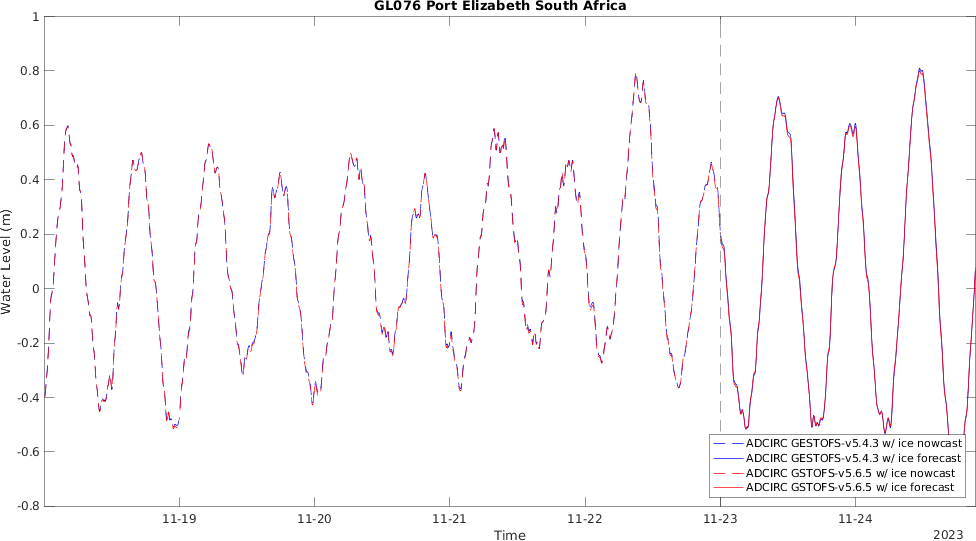 GL076 Port Elizabeth South Africa
1
0.8
0.6
0.4
0.2
0
-0.2
-0.4
-0.6
-0.8
Water Level (m)
ADCIRC GESTOFS-v5.4.3 w/ ice nowcast
ADCIRC GESTOFS-v5.4.3 w/ ice forecast
ADCIRC GSTOFS-v5.6.5 w/ ice nowcast
ADCIRC GSTOFS-v5.6.5 w/ ice forecast
11-19 11-20 11-21 11-22 11-23 11-24
Time
2023